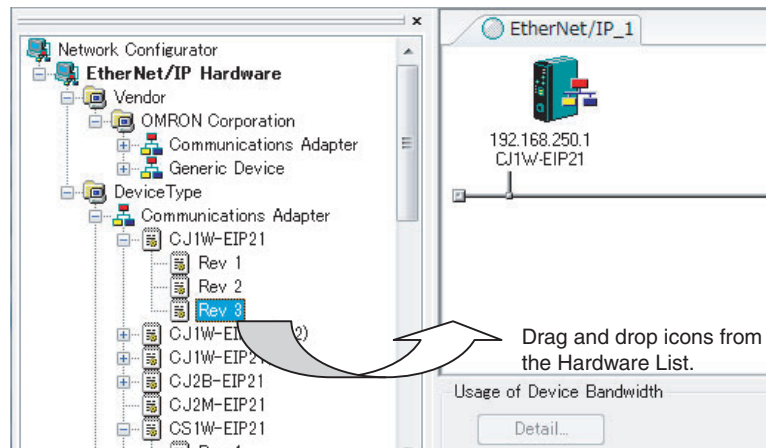 Network Configurator
EtherNet/IP Hardware
Vendor
OMRON Corporation
Communications Adapter
Generic Device
DeviceType
Communications Adapter
CJ1W-EIP21
Rev 1
Rev 2
Rev 3
CJ1W-EI 2)
CJ1W-EIP2
CJ2B-EIP21
CJ2M-EIP21
CS1W-EIP21
EtherNet/IP_1
192.168.250.1
CJ1W-EIP21
Drag and drop icons from
the Hardware List.
Usage of Device Bandwidth
Detail...